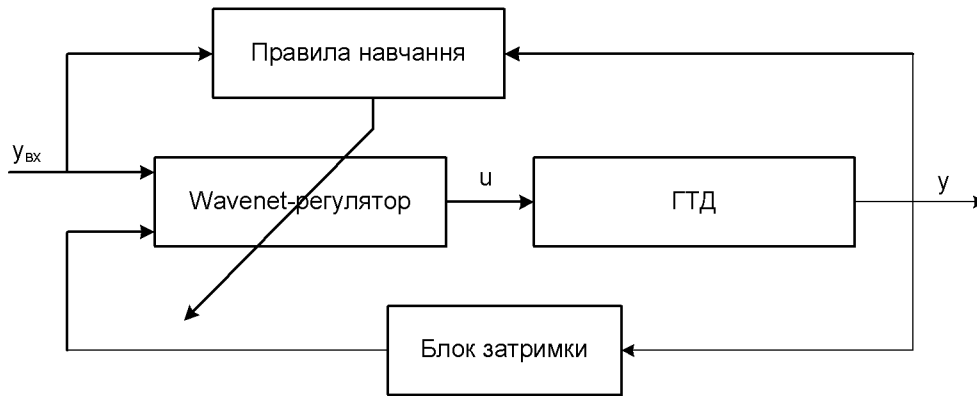 Правила навчання
yвх
Wavenet-регулятор
u
ГТД
y
Блок затримки